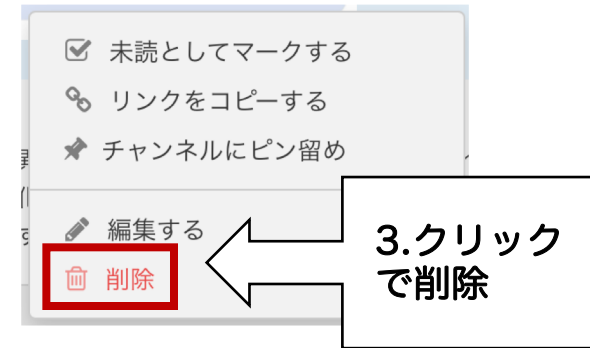 未読としてマークする
リンクをコピーする
チャンネルにピン留め
編集する
削除
3.クリック
で削除